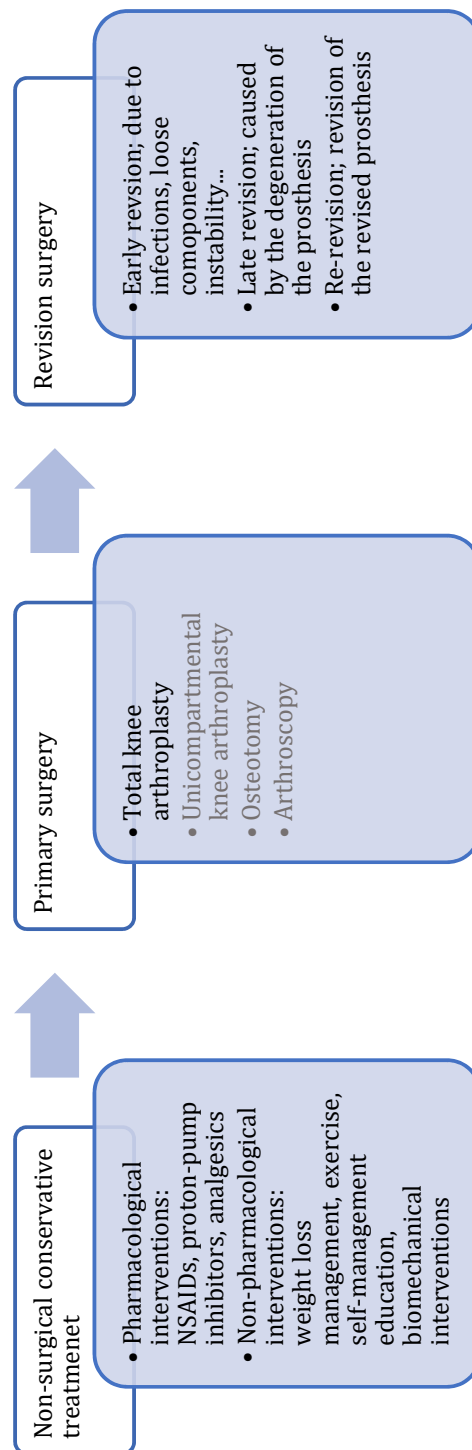 Non-surgical conservative
treatmenet
• Pharmacological
interventions:
NSAIDs, proton-pump
inhibitors, analgesics
• Non-pharmacological
interventions:
weight loss
management, exercise,
self-management
education,
biomechanical
interventions
Primary surgery
• Total knee
arthroplasty
• Unicompartmental
knee arthroplasty
• Osteotomy
• Arthroscopy
Revision surgery
• Early revsion; due to
infections, loose
comoponents,
instability...
• Late revision; caused
by the degeneration of
the prosthesis
• Re-revision; revision of
the revised prosthesis